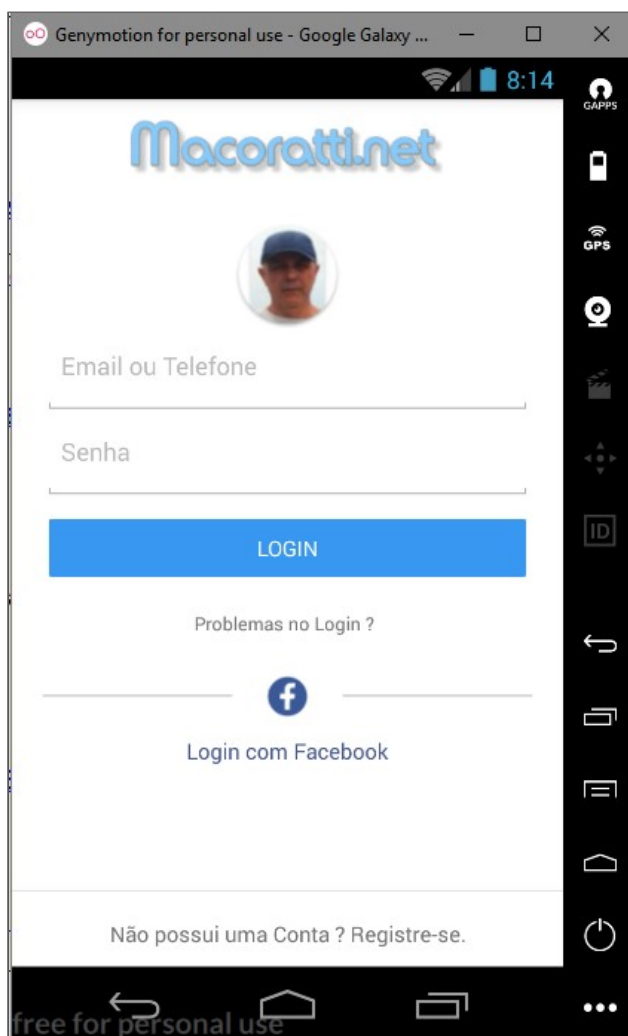 Genymotion for personal use - Google Galaxy ...
8:14
GAPPS
Macoratti.net
GPS
Email ou Telefone
Senha
ID
LOGIN
Problemas no Login ?
f
Login com Facebook
Não possui uma Conta ? Registre-se.
free for personal use